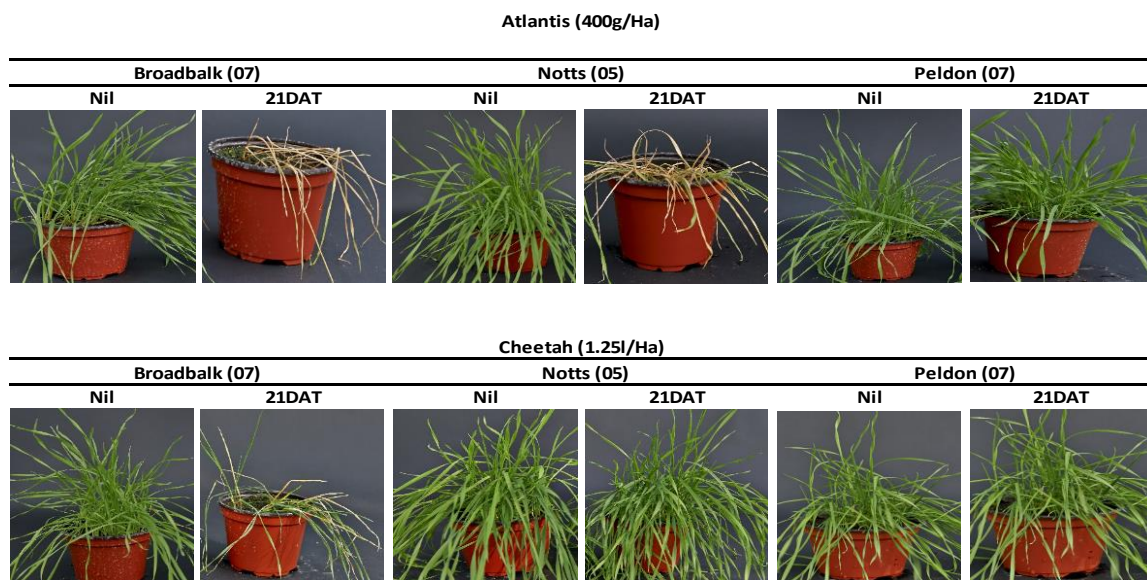 Atlantis (400g/Ha)
Broadbalk (07) Notts (05) Peldon (07)
Nil 21DAT Nil 21DAT Nil 21DAT
Cheetah (1.25l/Ha)
Broadbalk (07) Notts (05) Peldon (07)
Nil 21DAT Nil 21DAT Nil 21DAT